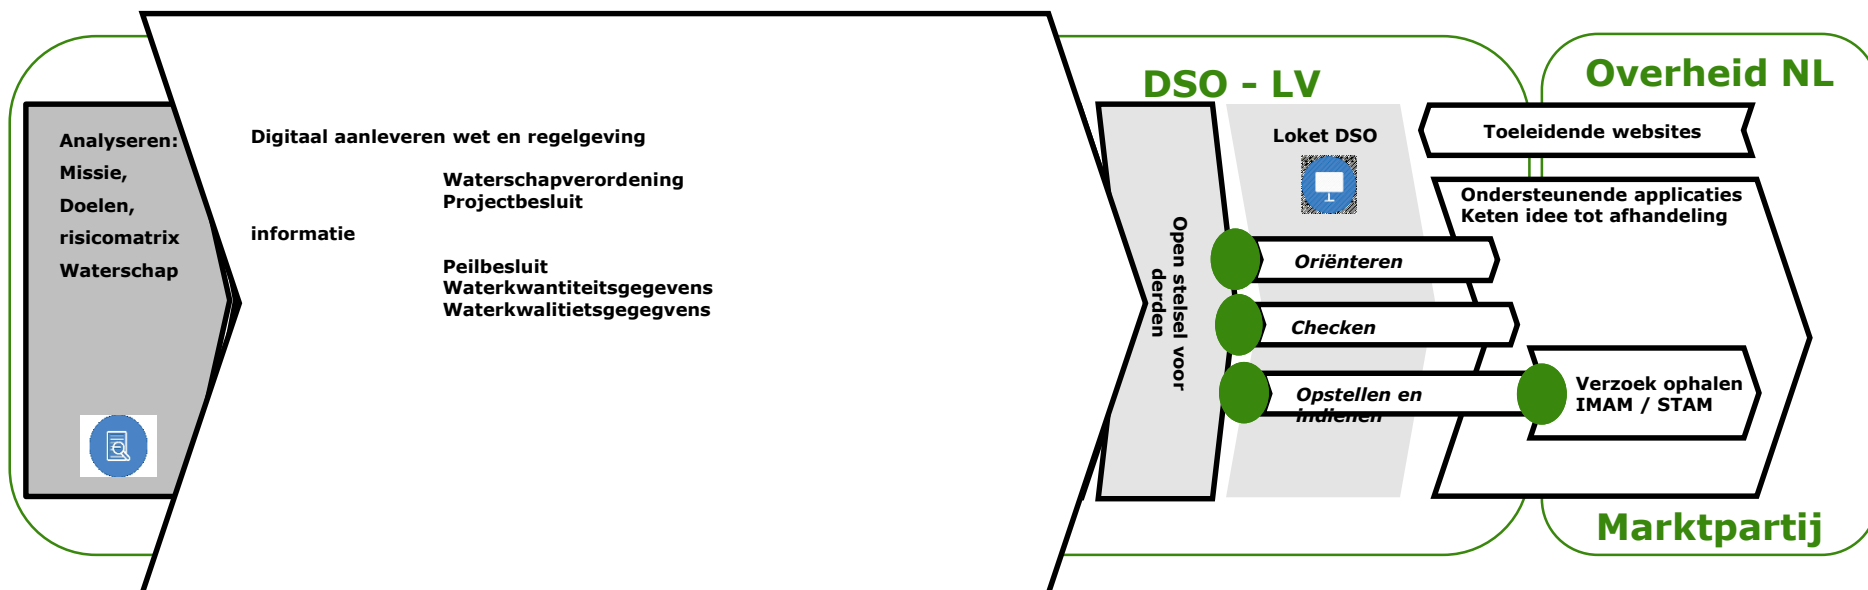 Analyseren:
Missie,
Doelen,
risicomatrix
Waterschap
Digitaal aanleveren wet en regelgeving
Waterschapverordening
Projectbesluit
informatie
Peilbesluit
Waterkwantiteitsgegevens
Waterkwalitietsgegegvens
DSO - LV
Open stelsel voor
derden
Loket DSO
Oriënteren
Checken
Opstellen en
indienen
Overheid NL
Toeleidende websites
Ondersteunende applicaties
Keten idee tot afhandeling
Verzoek ophalen
IMAM / STAM
Marktpartij